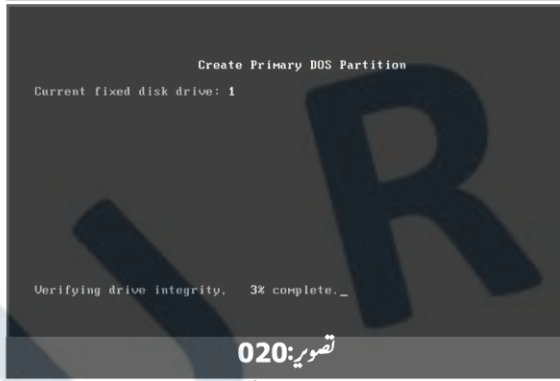 Create Primary DOS Partition
Current fixed disk drive: 1
Verifying drive integrity,   3% complete._
تصویر:020